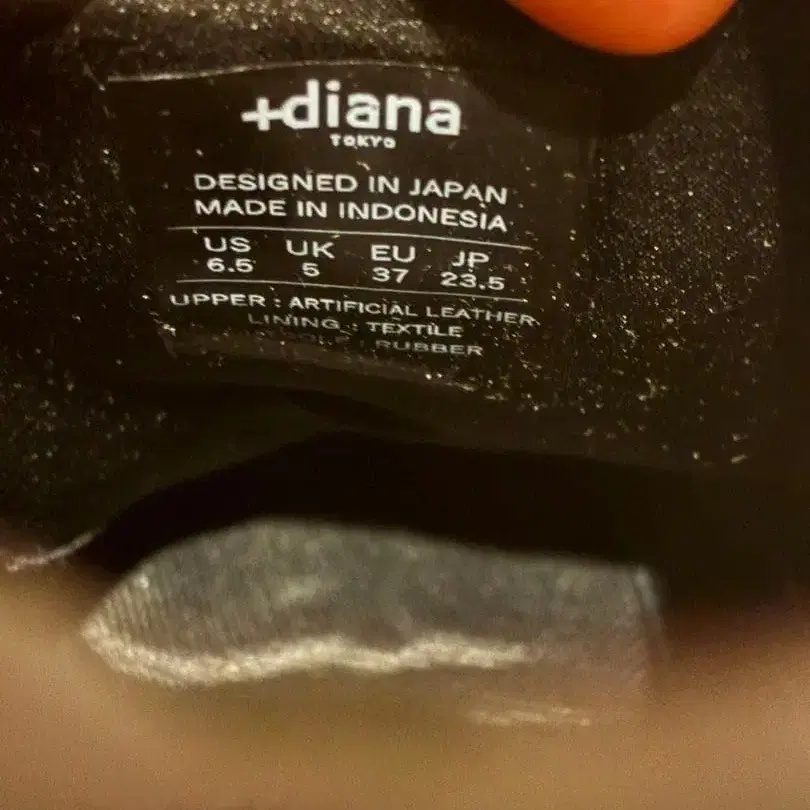 +diana
TOKYO
DESIGNED IN JAPAN
MADE IN INDONESIA
US UK EU JP
6.5 5 37 23.5
UPPER : ARTIFICIAL LEATHER
LINING : TEXTILE
: RUBBER